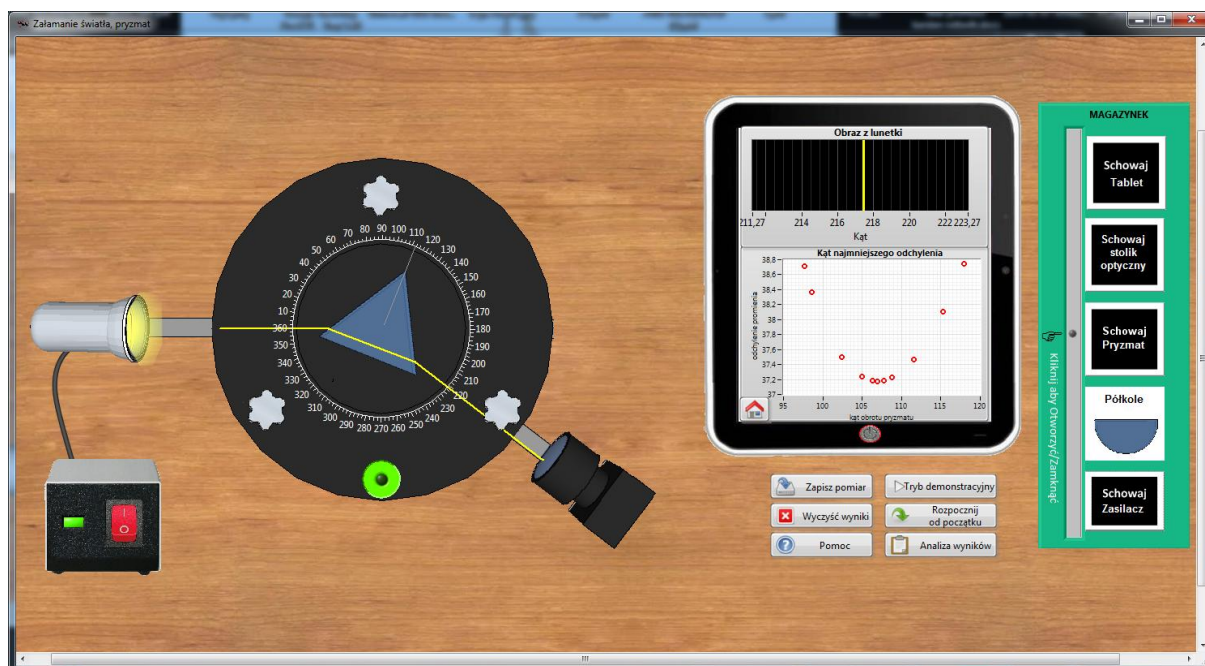 Załamanie światła, pryzmat
10
20
30
40
50
60
70
80
90
100
110
120
130
140
150
160
170
180
190
200
210
220
230
240
250
260
270
280
290
300
310
320
330
340
350
360
Obraz z lunetki
211,27 214 216 218 220 222 223,27
Kąt
Kąt najmniejszego odchylenia
odchylenie promienia
38,8
38,6
38,4
38,2
38
37,8
37,6
37,4
37,2
37
95 100 105 110 115 120
kąt obrotu pryzmatu
Zapisz pomiar
Tryb demonstracyjny
Wyczyść wyniki
Rozpocznij
od początku
Pomoc
Analiza wyników
MAGAZYNEK
Kliknij aby Otworzyć/Zamknąć
Schowaj
Tablet
Schowaj
stolik
optyczny
Schowaj
Pryzmat
Półkole
Schowaj
Zasilacz